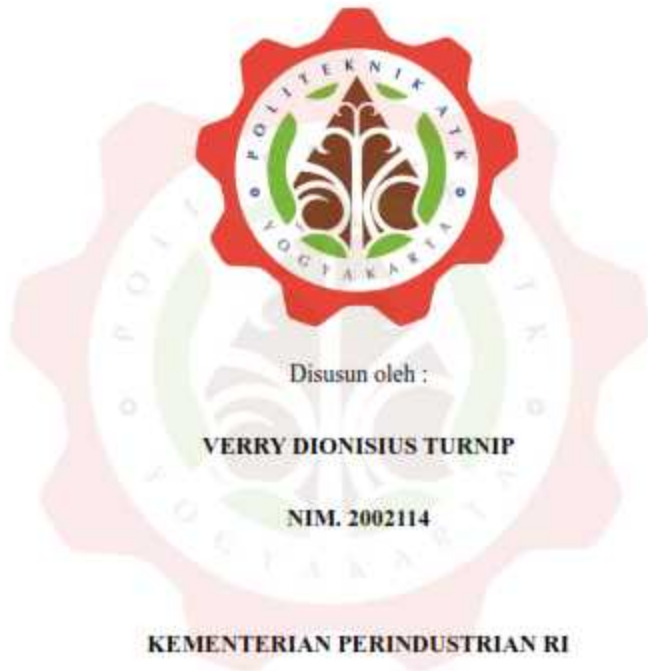 POLITEKNIK ATK
YOGYAKARTA
Disusun oleh :
VERRY DIONISIUS TURNIP
NIM. 2002114
KEMENTERIAN PERINDUSTRIAN RI